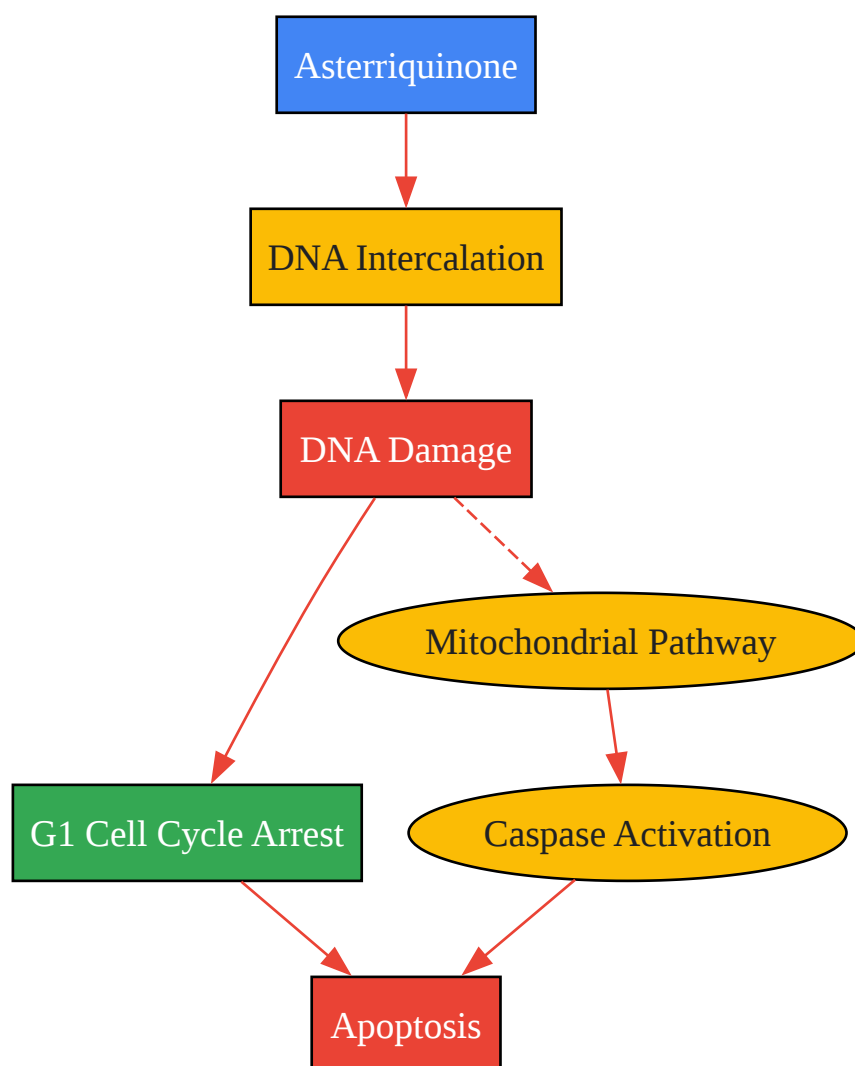 Asterriquinone
DNA Intercalation
DNA Damage
Mitochondrial Pathway
G1 Cell Cycle Arrest
Caspase Activation
Apoptosis